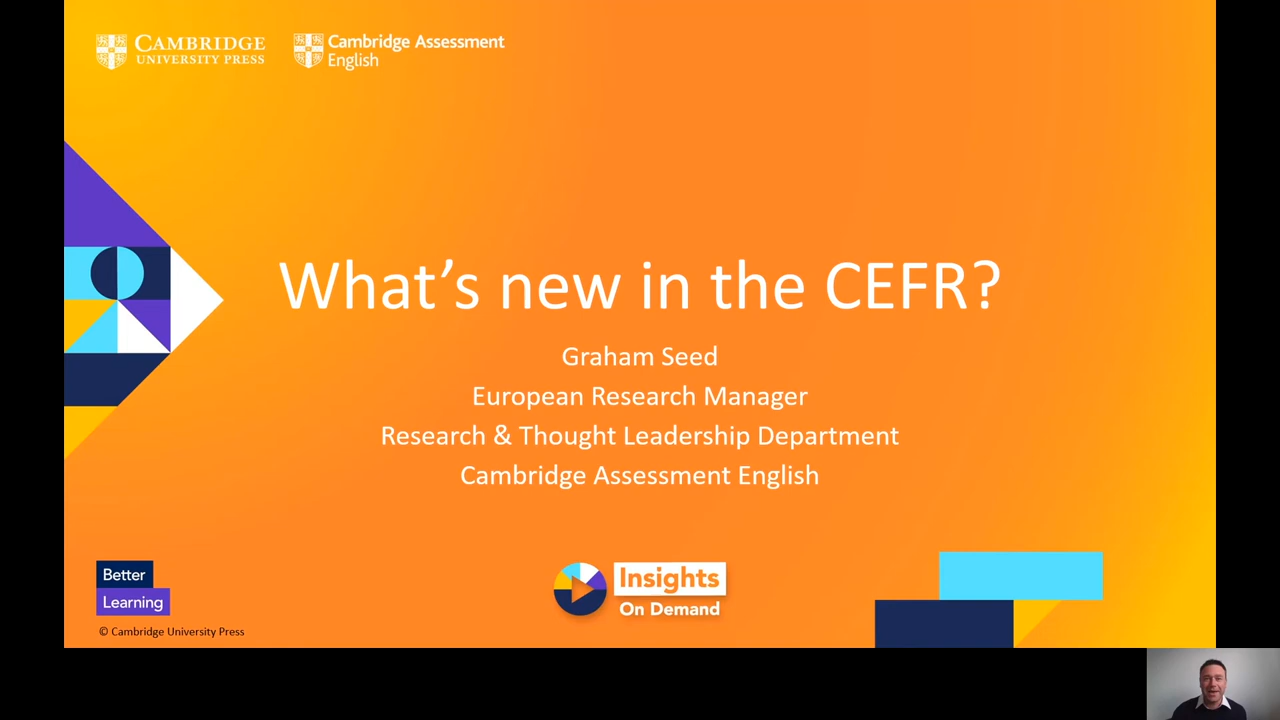 CAMBRIDGE
UNIVERSITY PRESS
Cambridge Assessment
English
What's new in the CEFR?
Graham Seed
European Research Manager
Research & Thought Leadership Department
Cambridge Assessment English
Better
Learning
Insights
On Demand
© Cambridge University Press